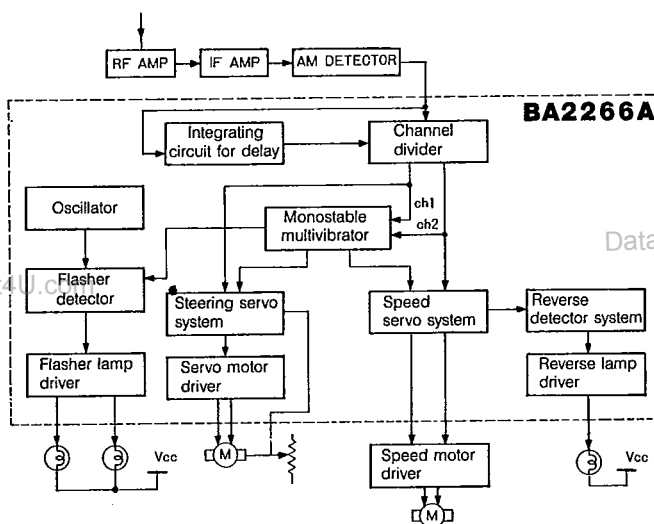 RF AMP
IF AMP
AM DETECTOR
BA2266A
Integrating
circuit for delay
Channel
divider
ch1
Oscillator
Monostable
multivibrator
ch2
Data
t4U.com
Flasher
detector
Steering servo
system
Speed
servo system
Reverse
detector system
Flasher lamp
driver
Servo motor
driver
Reverse lamp
driver
Vcc
M
Speed motor
driver
Vcc
M